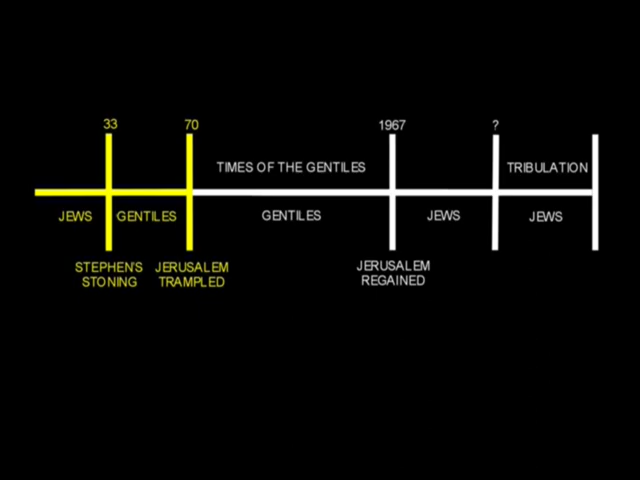 33 70 1967 ?
TIMES OF THE GENTILES TRIBULATION
JEWS GENTILES GENTILES JEWS JEWS
STEPHEN'S JERUSALEM JERUSALEM
STONING TRAMPLED REGAINED